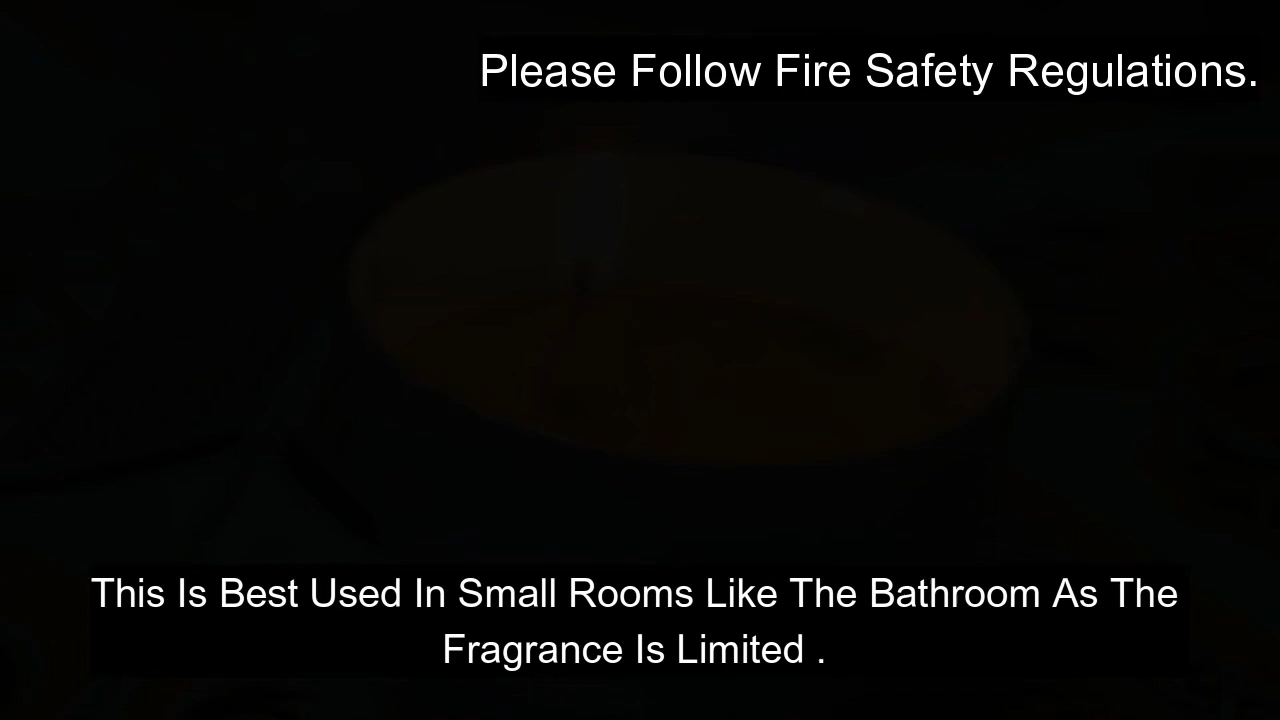 Please Follow Fire Safety Regulations.
This Is Best Used In Small Rooms Like The Bathroom As The
Fragrance Is Limited .